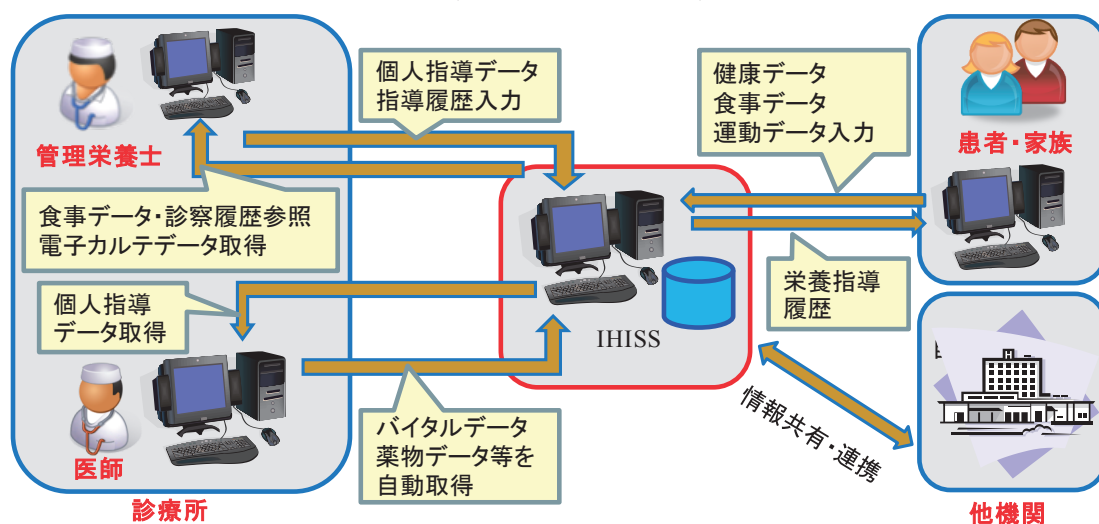 個人指導データ
指導履歴入力
健康データ
食事データ
運動データ入力
管理栄養士
患者・家族
食事データ・診察履歴参照
電子カルテデータ取得
個人指導
データ取得
栄養指導
履歴
IHISS
バイタルデータ
薬物データ等を
自動取得
情報共有・連携
医師
診療所
他機関